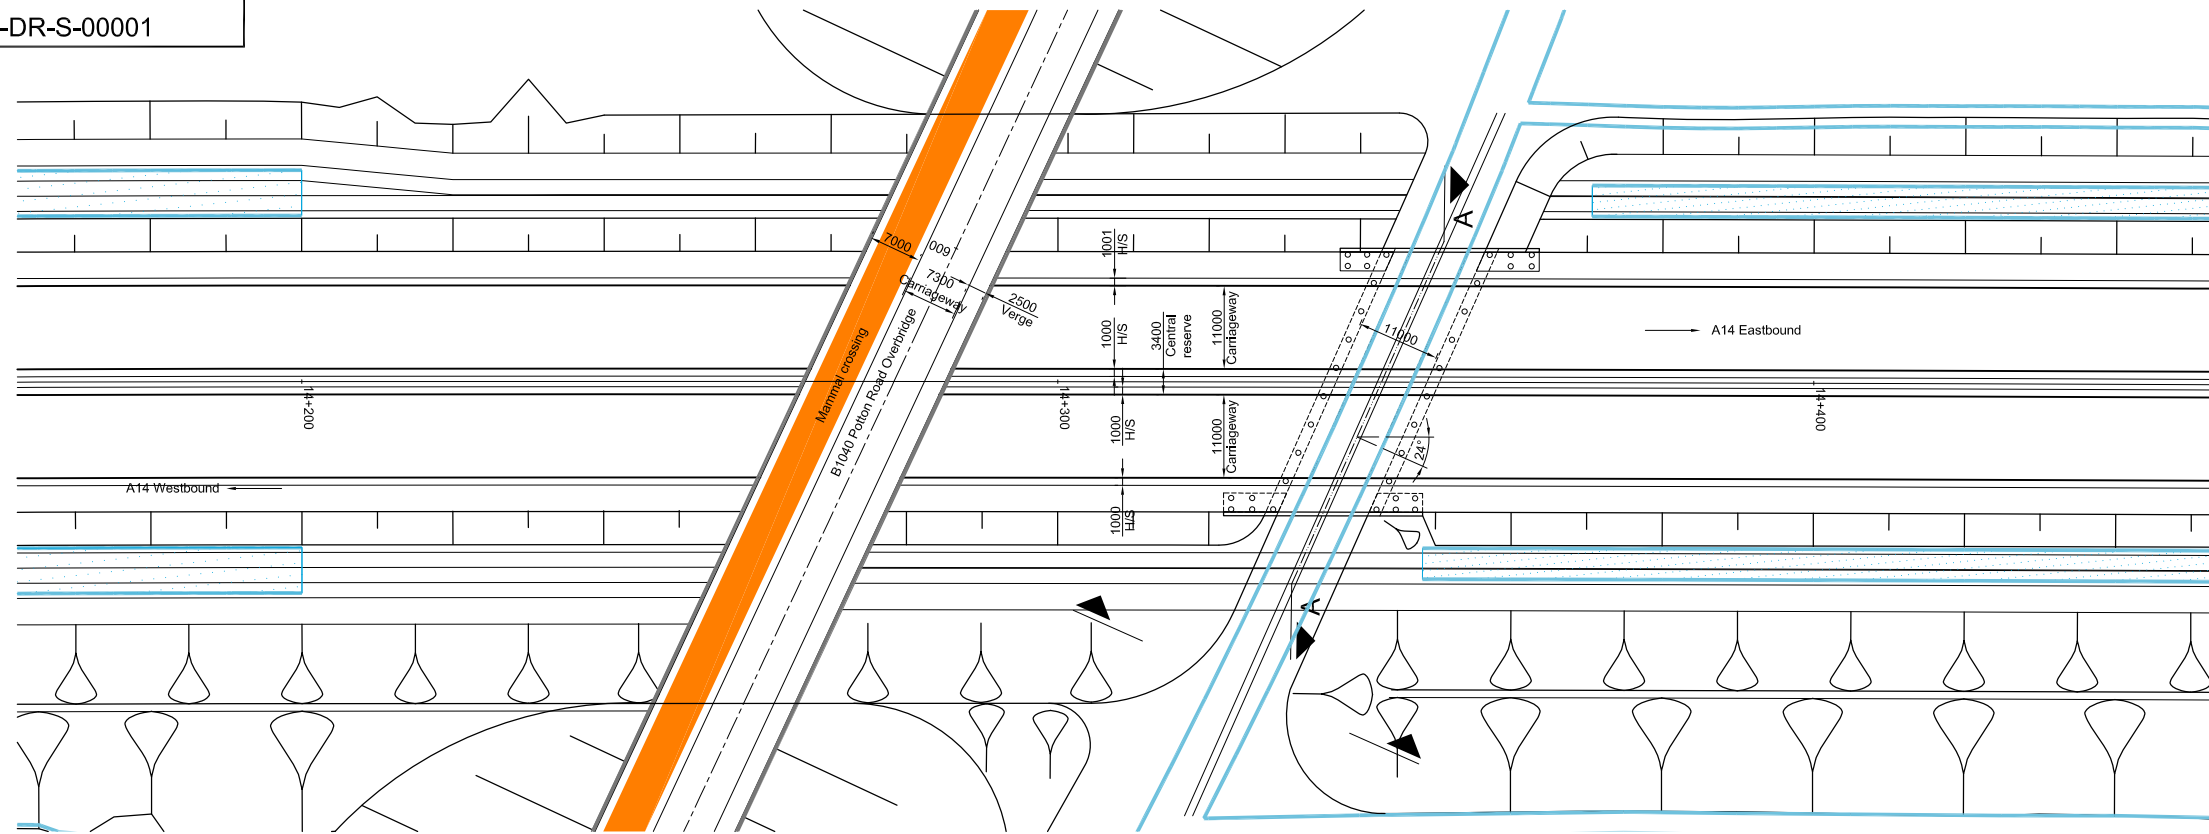 -DR-S-00001
7000
600
7300
Carriageway
2500
Verge
Mammal crossing
B1040 Potton Road Overbridge
1001
H/S
1000
H/S
3400
Central
reserve
11000
Carriageway
11000
A14 Eastbound
14+200
14+300
14+400
1000
H/S
11000
Carriageway
24°
A14 Westbound
1000
H/S
A
A